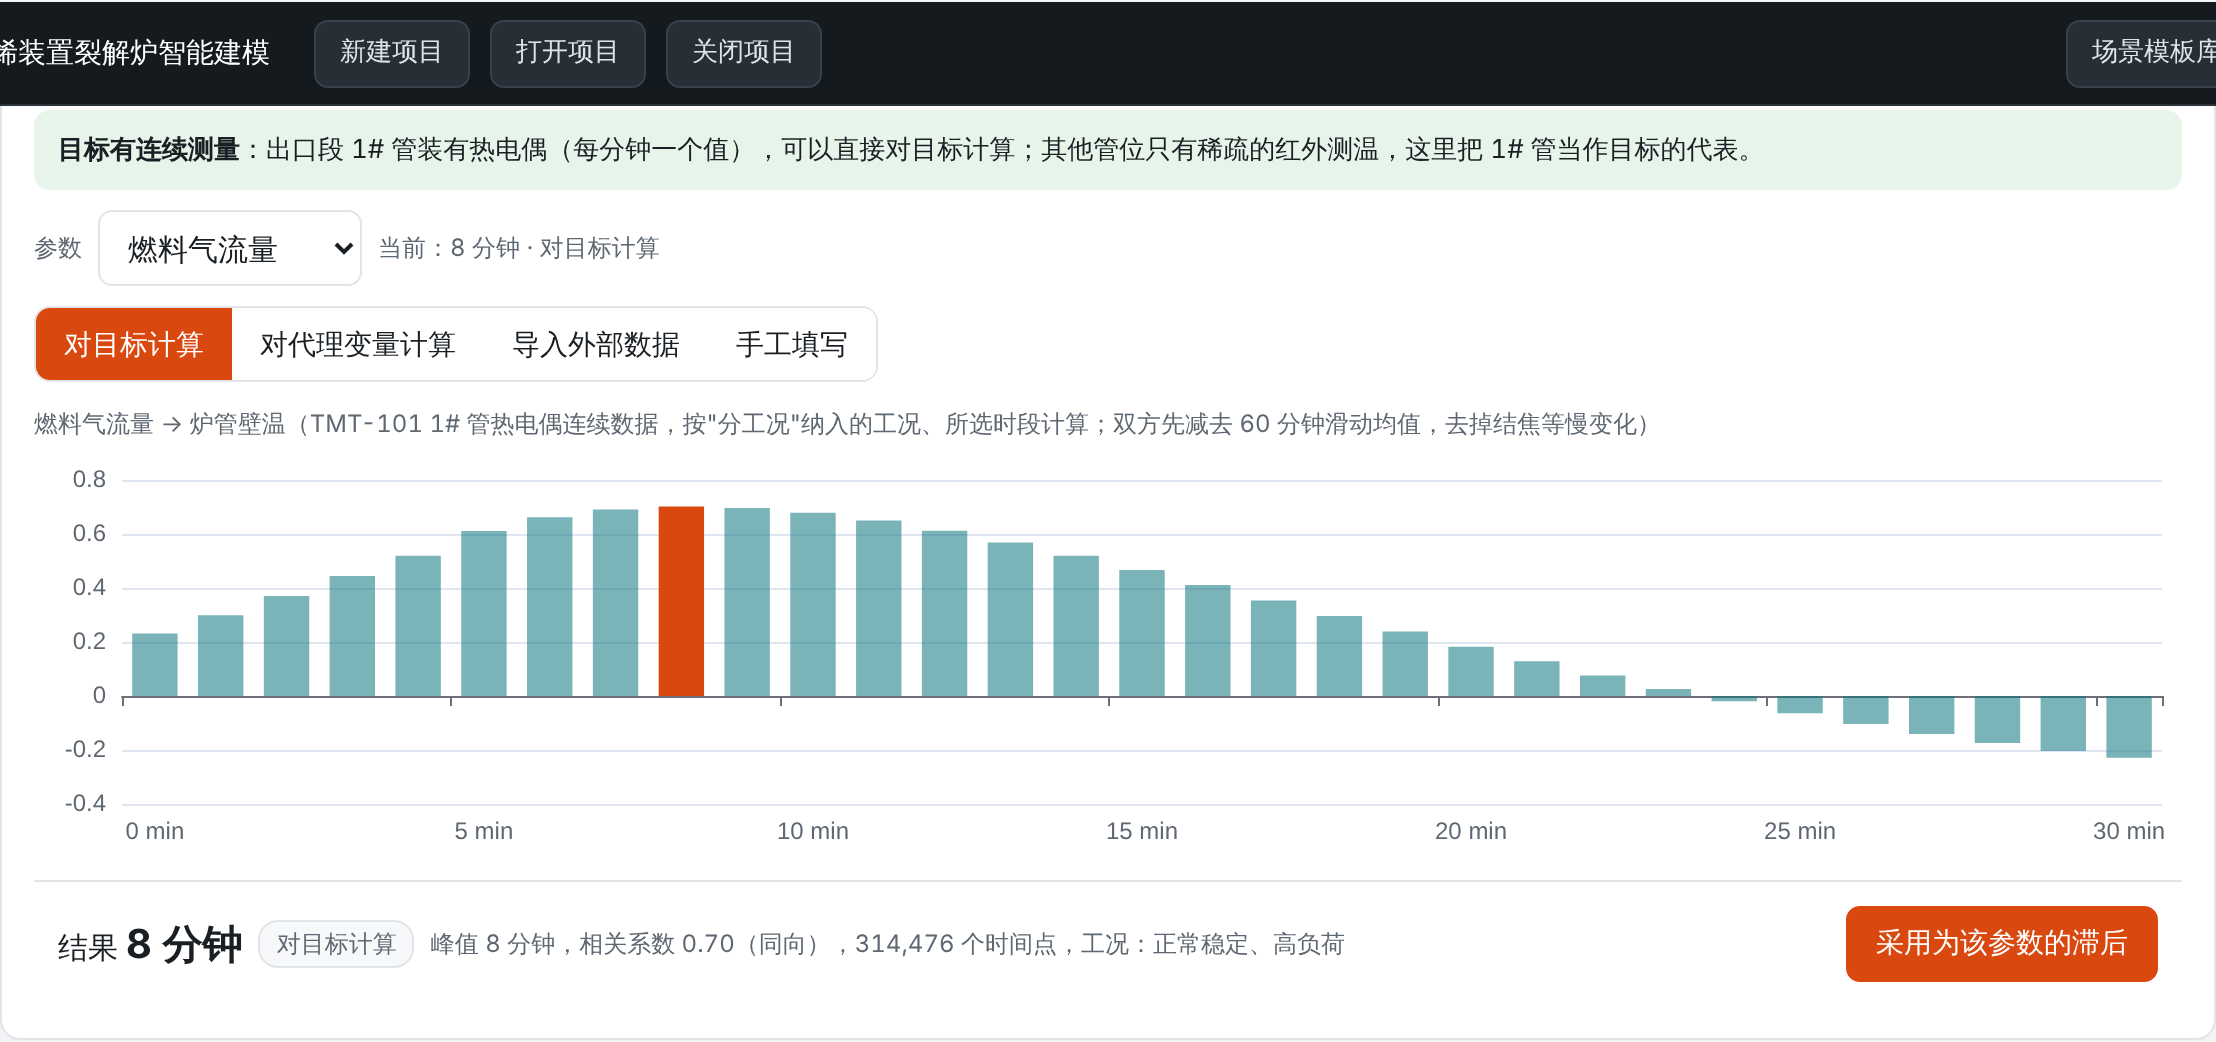 烯装置裂解炉智能建模 新建项目 打开项目 关闭项目 场景模板库
目标有连续测量：出口段 1# 管装有热电偶（每分钟一个值），可以直接对目标计算；其他管位只有稀疏的红外测温，这里把 1# 管当作目标的代表。
参数 燃料气流量 当前：8 分钟 · 对目标计算
对目标计算 对代理变量计算 导入外部数据 手工填写
燃料气流量 → 炉管壁温（TMT-101 1# 管热电偶连续数据，按"分工况"纳入的工况、所选时段计算；双方先减去 60 分钟滑动均值，去掉结焦等慢变化）
0.8
0.6
0.4
0.2
0
-0.2
-0.4
0 min 5 min 10 min 15 min 20 min 25 min 30 min
结果 8 分钟 对目标计算 峰值 8 分钟，相关系数 0.70（同向），314,476 个时间点，工况：正常稳定、高负荷 采用为该参数的滞后